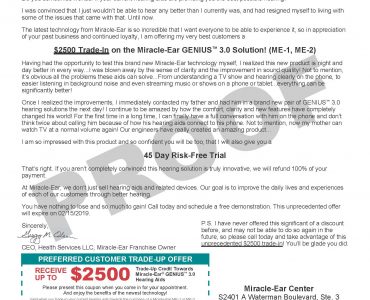 I was convinced that I just wouldn't be able to hear any better than I currently was, and had resigned myself to living with
some of the issues that came with that. Until now.
The latest technology from Miracle-Ear is so incredible that I want everybody to be able to experience it, so in appreciation
of your past business and continued loyalty, I am offering my very best customers a
$2500 Trade-In on the Miracle-Ear GENIUS™ 3.0 Solution! (ME-1, ME-2)
Having had the opportunity to test this brand new Miracle-Ear technology myself, I realized this new product is night and
day better in every way...I was blown away by the sense of clarity and the improvement in sound quality! Not to mention,
it's obvious all the problems these aids can solve...From understanding a TV show and hearing clearly on the phone, to
easier listening in background noise and even streaming music or shows on a phone or tablet...everything can be
significantly better!
Once I realized the improvements, I immediately contacted my father and had him in a brand new pair of GENIUS™ 3.0
hearing solutions the next day! I continue to be amazed by how the comfort, clarity and new features have completely
changed his world! For the first time in a long time, I can finally have a full conversation with him on the phone and don't
think twice about calling him because of how his hearing aids connect to his phone. Not to mention, now my mother can
watch TV at a normal volume again! Our engineers have really created an amazing product.
I am so impressed with this product and confident you will be too, that I can also offer you a...
45 Day Risk-Free Trial
That's right. If you aren't completely convinced this hearing solution is truly innovative, we will refund 100% of your
payment.
At Miracle-Ear, we don't just sell hearing aids and related devices. Our goal is to improve the daily lives and experiences
of each of our customers through better hearing.
You have nothing to lose and so much to gain! Call today and schedule a free demonstration. This unprecedented offer
will expire on 02/15/2019.
CEO, Health Services LLC, Miracle-Ear Franchise Owner
P.S. I have never offered this significant of a discount
before, and may not be able to do so again in the
future, so please call today and take advantage of this
unprecedented $2500 trade-in! You'll be glad you did.
PREFERRED CUSTOMER TRADE-UP OFFER
RECEIVE
UP TO
$2500
Trade-Up Credit Towards
Miracle-Ear GENIUS™ 3.0
Hearing Aids
Please present this coupon when you come for your appointment.
And enjoy the benefits of the newest technology!
Miracle-Ear Center
S2401 A Waterman Boulevard, Ste. 3
PROOF